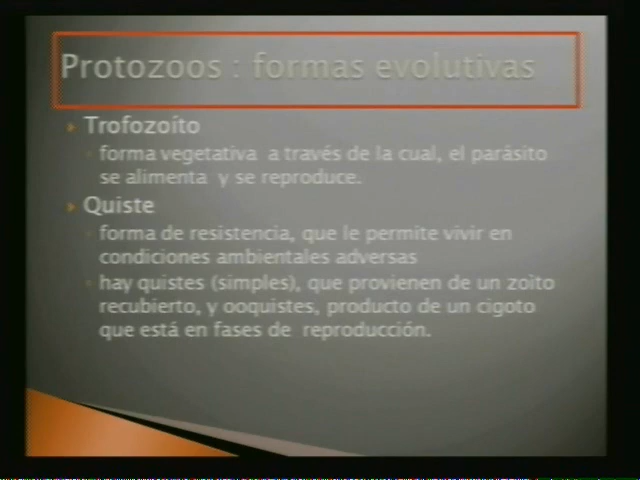 Protozoos : formas evolutivas
Trofozoíto
forma vegetativa a través de la cual, el parásito
se alimenta y se reproduce.
Quiste
forma de resistencia, que le permite vivir en
condiciones ambientales adversas
hay quistes (simples), que provienen de un zoito
recubierto, y ooquistes, producto de un cigoto
que está en fases de reproducción.